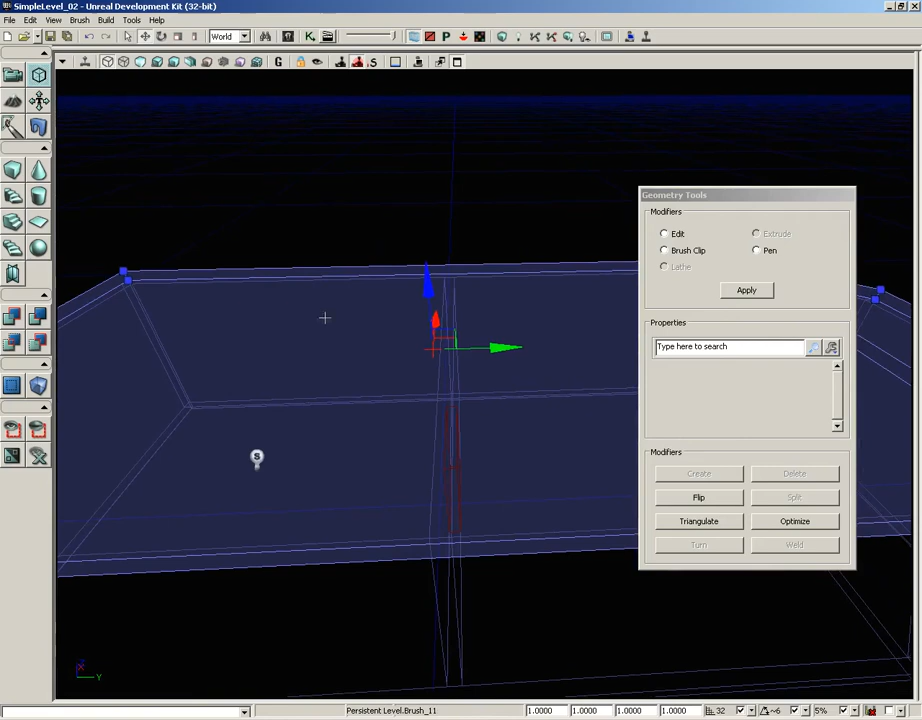 SimpleLevel_02 - Unreal Development Kit (32-bit)
File Edit View Brush Build Tools Help
World
G
S
Geometry Tools
Modifiers
Edit Extrude
Brush Clip Pen
Lathe
Apply
Properties
Type here to search
Modifiers
Create Delete
Flip Split
Triangulate Optimize
Turn Weld
S
X Y
Persistent Level.Brush_11 1.0000 1.0000 1.0000 1.0000 32 ~6 5%